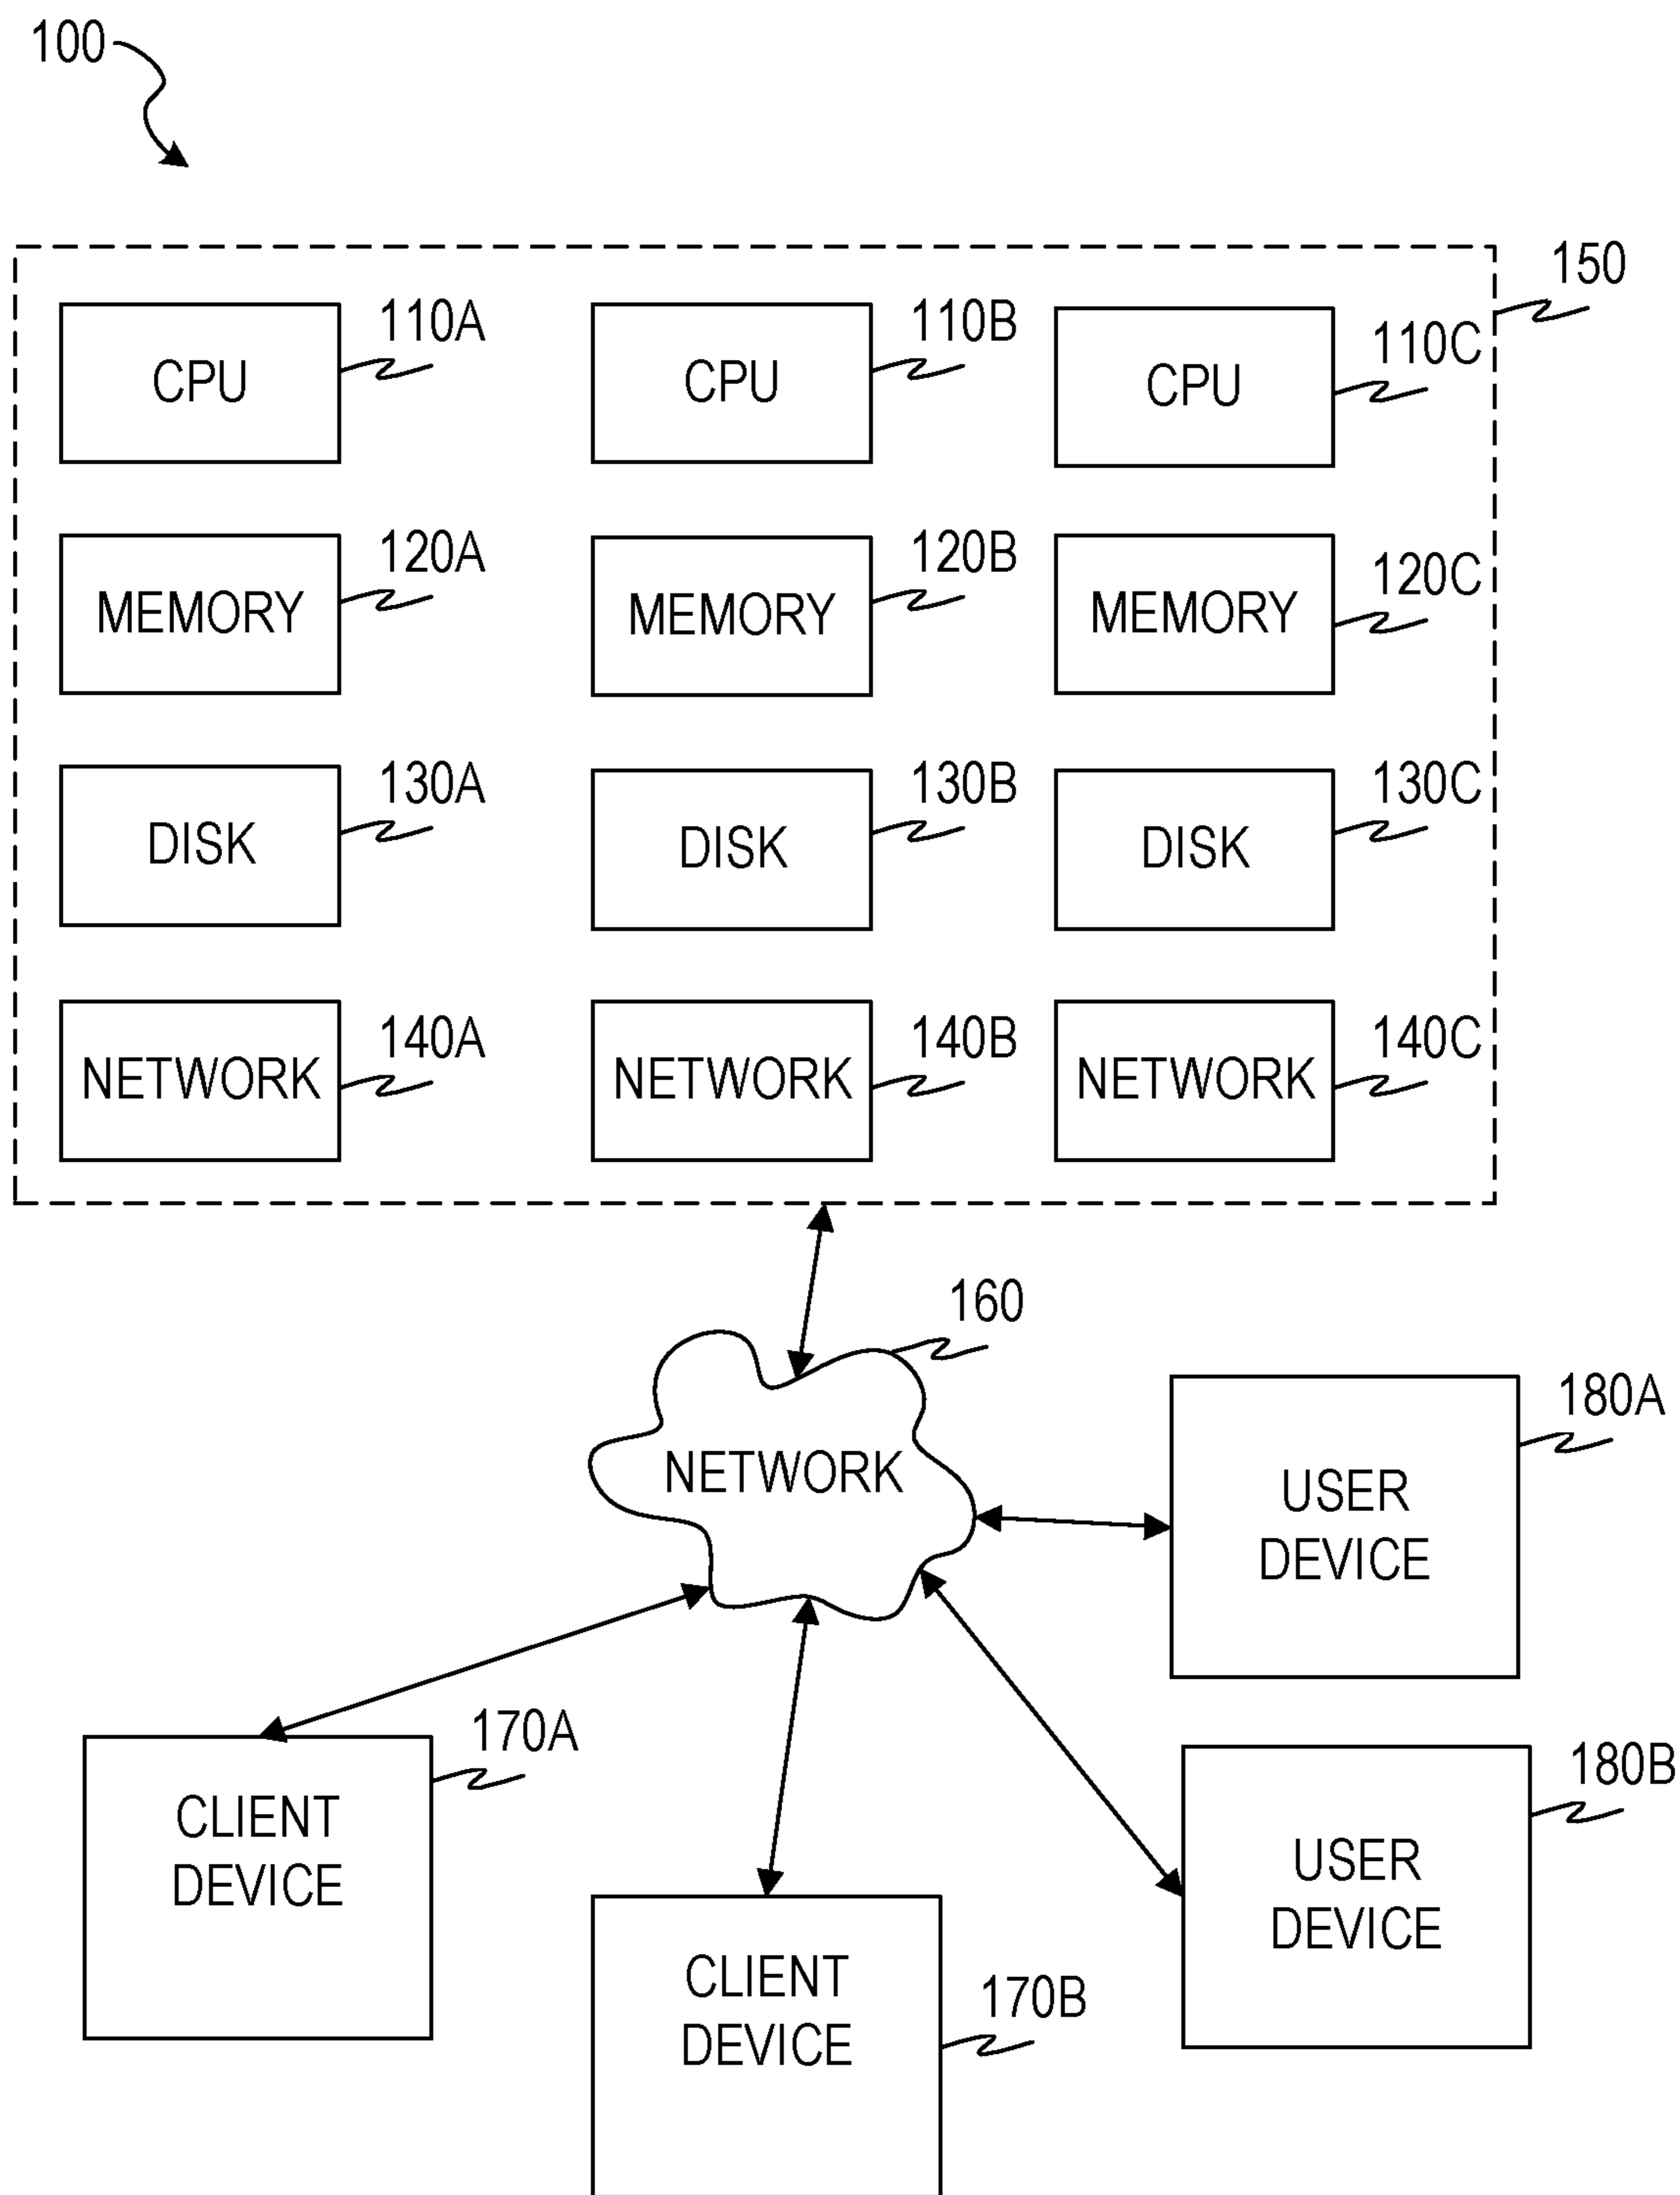 100
150
110A
110B
110C
CPU
CPU
CPU
120A
120B
120C
MEMORY
MEMORY
MEMORY
130A
130B
130C
DISK
DISK
DISK
140A
140B
140C
NETWORK
NETWORK
NETWORK
160
NETWORK
180A
USER
DEVICE
170A
CLIENT
DEVICE
180B
USER
DEVICE
CLIENT
DEVICE
170B